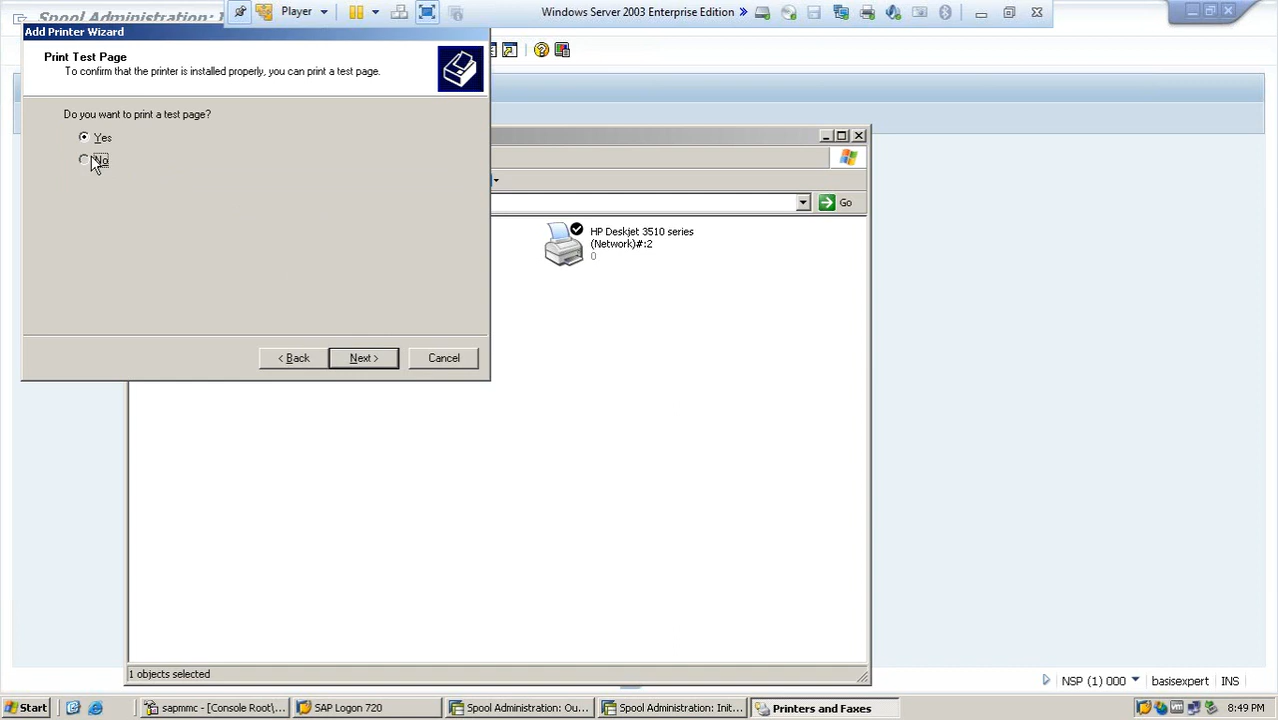 Spool Administration: I
Player
Windows Server 2003 Enterprise Edition
Add Printer Wizard
Print Test Page
To confirm that the printer is installed properly, you can print a test page.
Do you want to print a test page?
Yes
No
Go
HP Deskjet 3510 series
(Network)#:2
0
< Back
Next >
Cancel
1 objects selected
NSP (1) 000
basisexpert
INS
Start
sapmmc - [Console Root\...
SAP Logon 720
Spool Administration: Ou...
Spool Administration: Init...
Printers and Faxes
8:49 PM